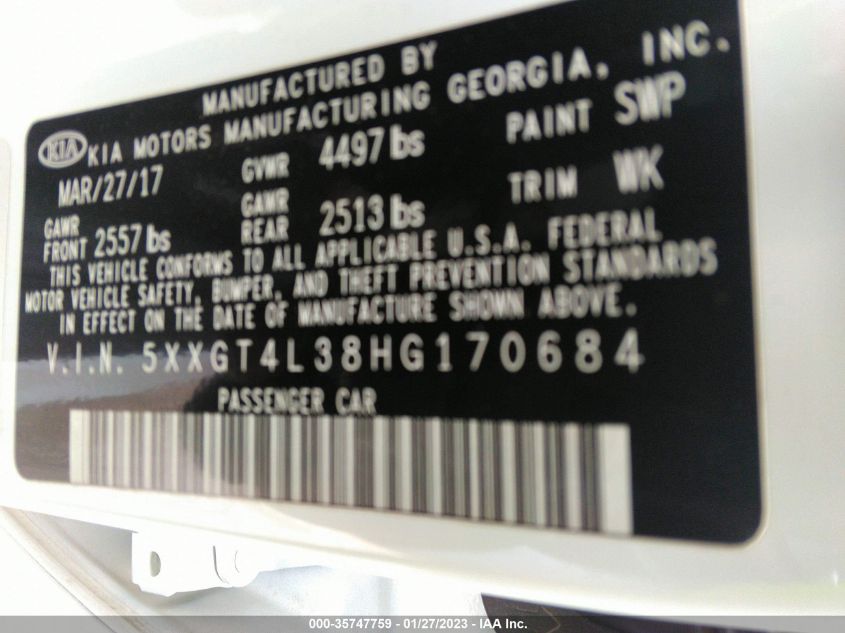 MANUFACTURED BY
KIA KIA MOTORS MANUFACTURING GEORGIA, INC.
MAR/27/17 GVWR 4497 lbs PAINT SWP
GAWR FRONT 2557 lbs GAWR REAR 2513 lbs TRIM WK
THIS VEHICLE CONFORMS TO ALL APPLICABLE U.S.A. FEDERAL
MOTOR VEHICLE SAFETY, BUMPER, AND THEFT PREVENTION STANDARDS
IN EFFECT ON THE DATE OF MANUFACTURE SHOWN ABOVE.
V.I.N. 5XXGT4L38HG170684
PASSENGER CAR
000-35747759 - 01/27/2023 - IAA Inc.